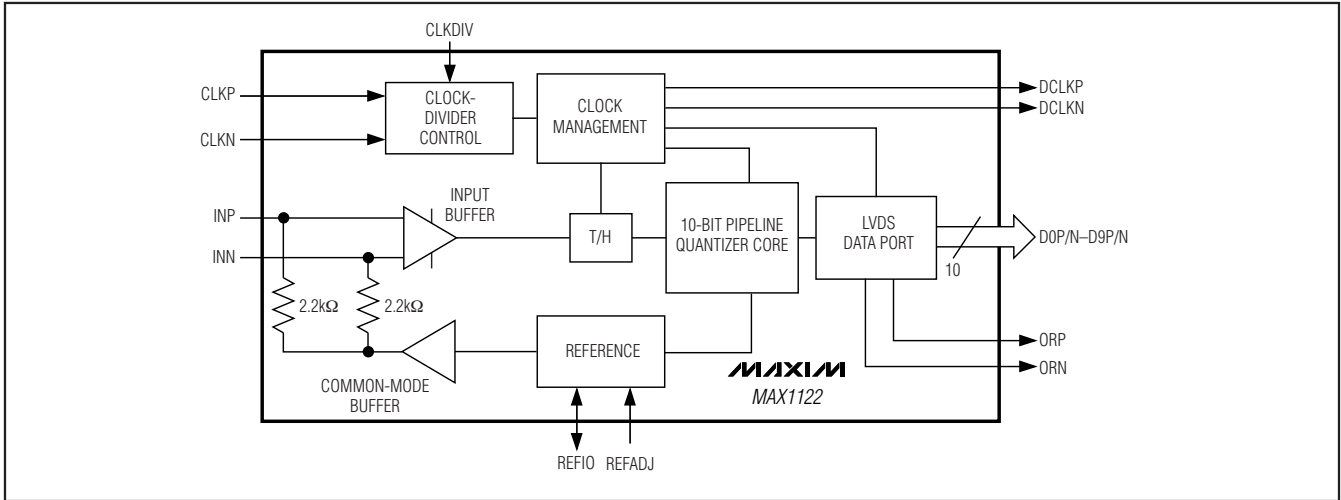 CLKDIV
CLKP
CLKN
CLOCK-
DIVIDER
CONTROL
CLOCK
MANAGEMENT
DCLKP
DCLKN
INP
INN
INPUT
BUFFER
T/H
10-BIT PIPELINE
QUANTIZER CORE
LVDS
DATA PORT
10
D0P/N–D9P/N
2.2kΩ
2.2kΩ
COMMON-MODE
BUFFER
REFERENCE
MAXIM
MAX1122
ORP
ORN
REFIO
REFADJ